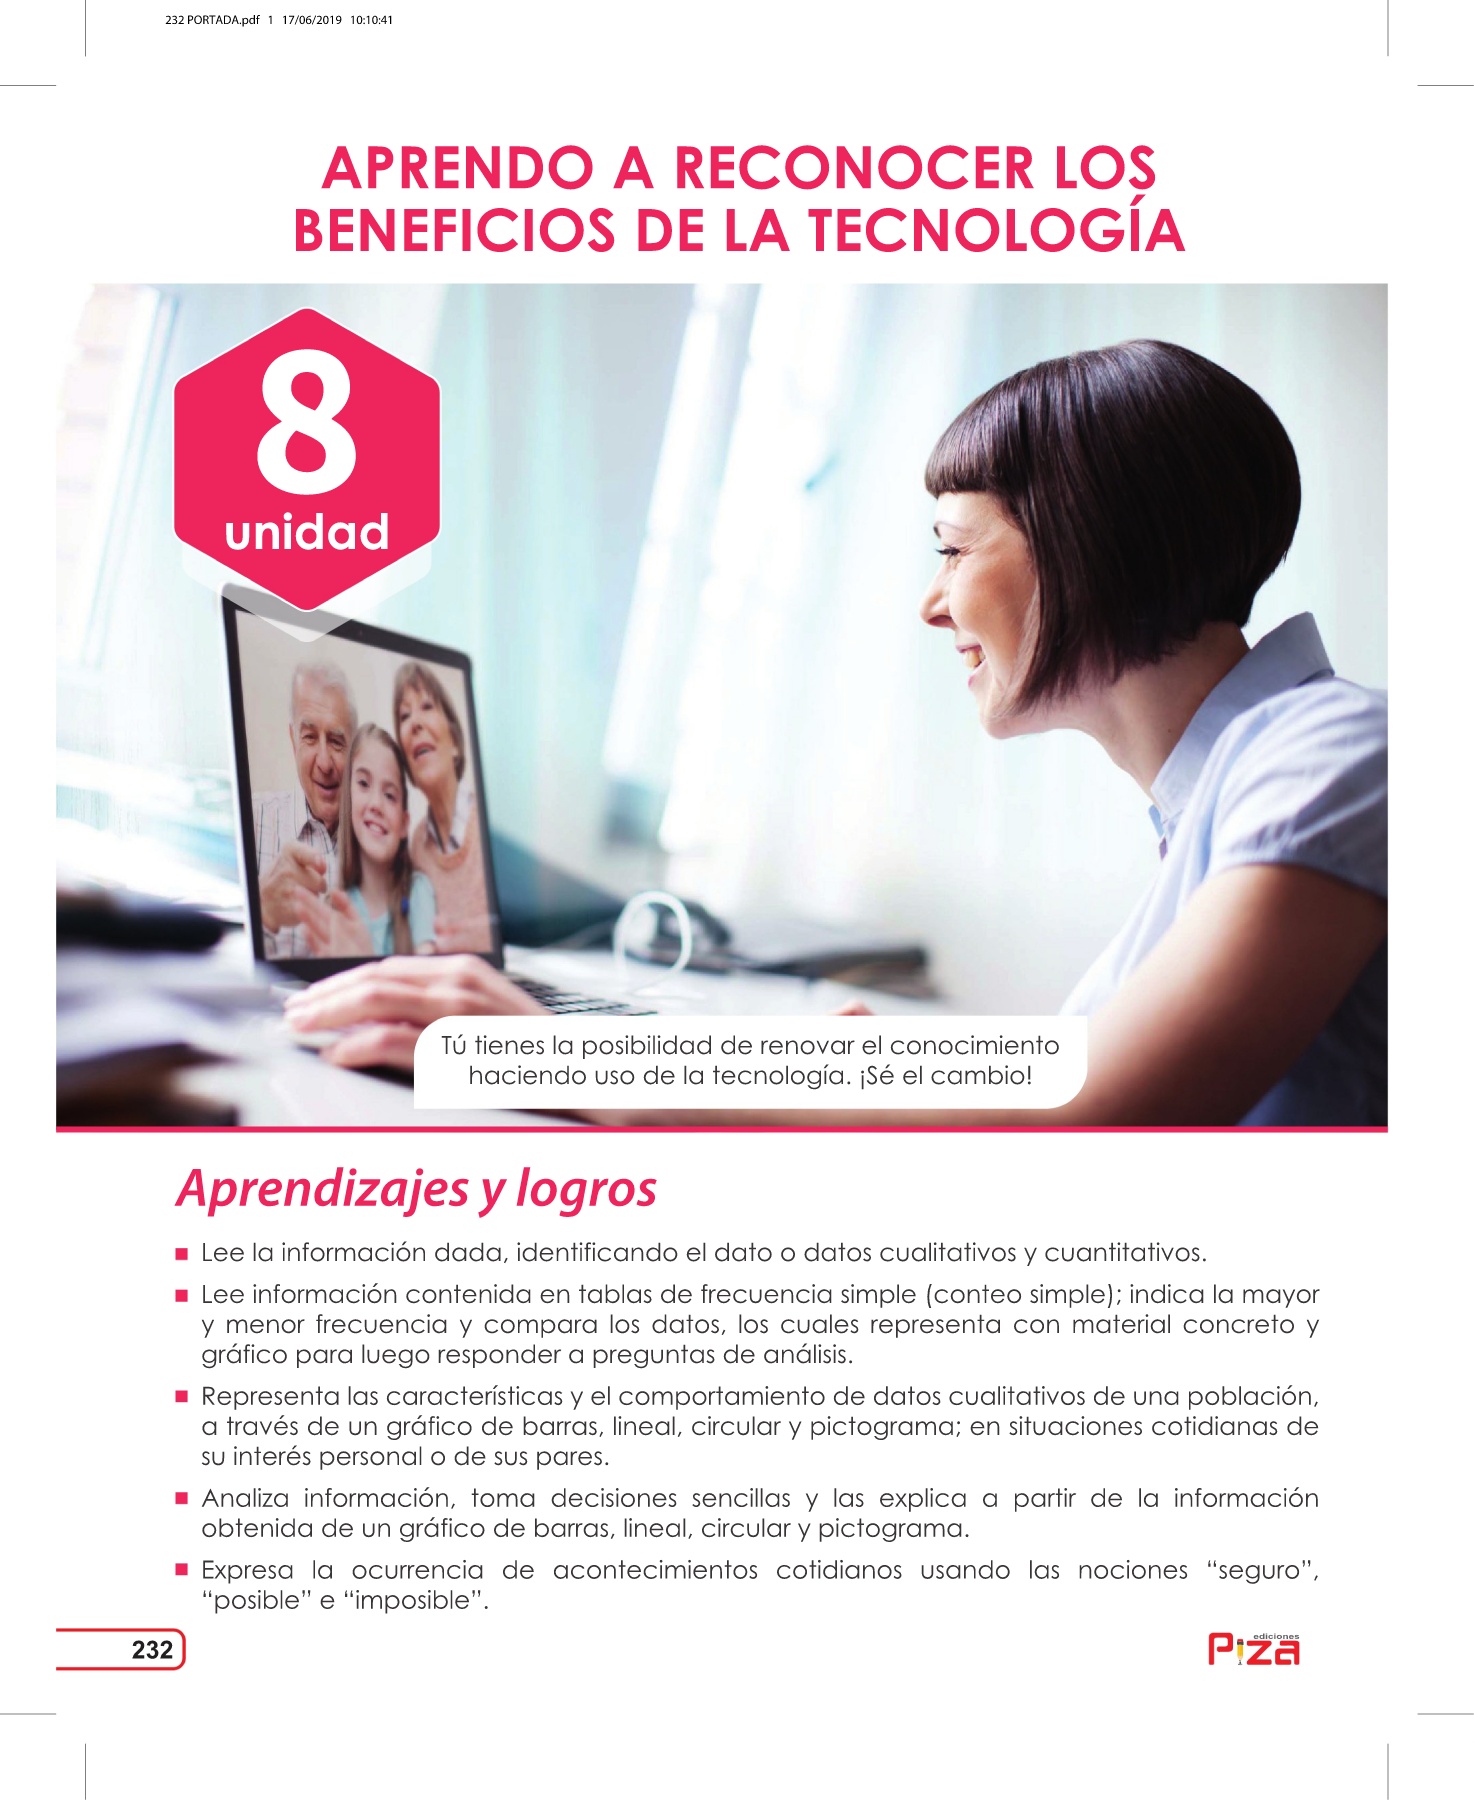 232 PORTADA.pdf 1 17/06/2019 10:10:41
APRENDO A RECONOCER LOS
BENEFICIOS DE LA TECNOLOGÍA
8
unidad
Tú tienes la posibilidad de renovar el conocimiento
haciendo uso de la tecnología. ¡Sé el cambio!
Aprendizajes y logros
Lee la información dada, identificando el dato o datos cualitativos y cuantitativos.
Lee información contenida en tablas de frecuencia simple (conteo simple); indica la mayor
y menor frecuencia y compara los datos, los cuales representa con material concreto y
gráfico para luego responder a preguntas de análisis.
Representa las características y el comportamiento de datos cualitativos de una población,
a través de un gráfico de barras, lineal, circular y pictograma; en situaciones cotidianas de
su interés personal o de sus pares.
Analiza información, toma decisiones sencillas y las explica a partir de la información
obtenida de un gráfico de barras, lineal, circular y pictograma.
Expresa la ocurrencia de acontecimientos cotidianos usando las nociones “seguro”,
“posible” e “imposible”.
232
ediciones
Piza